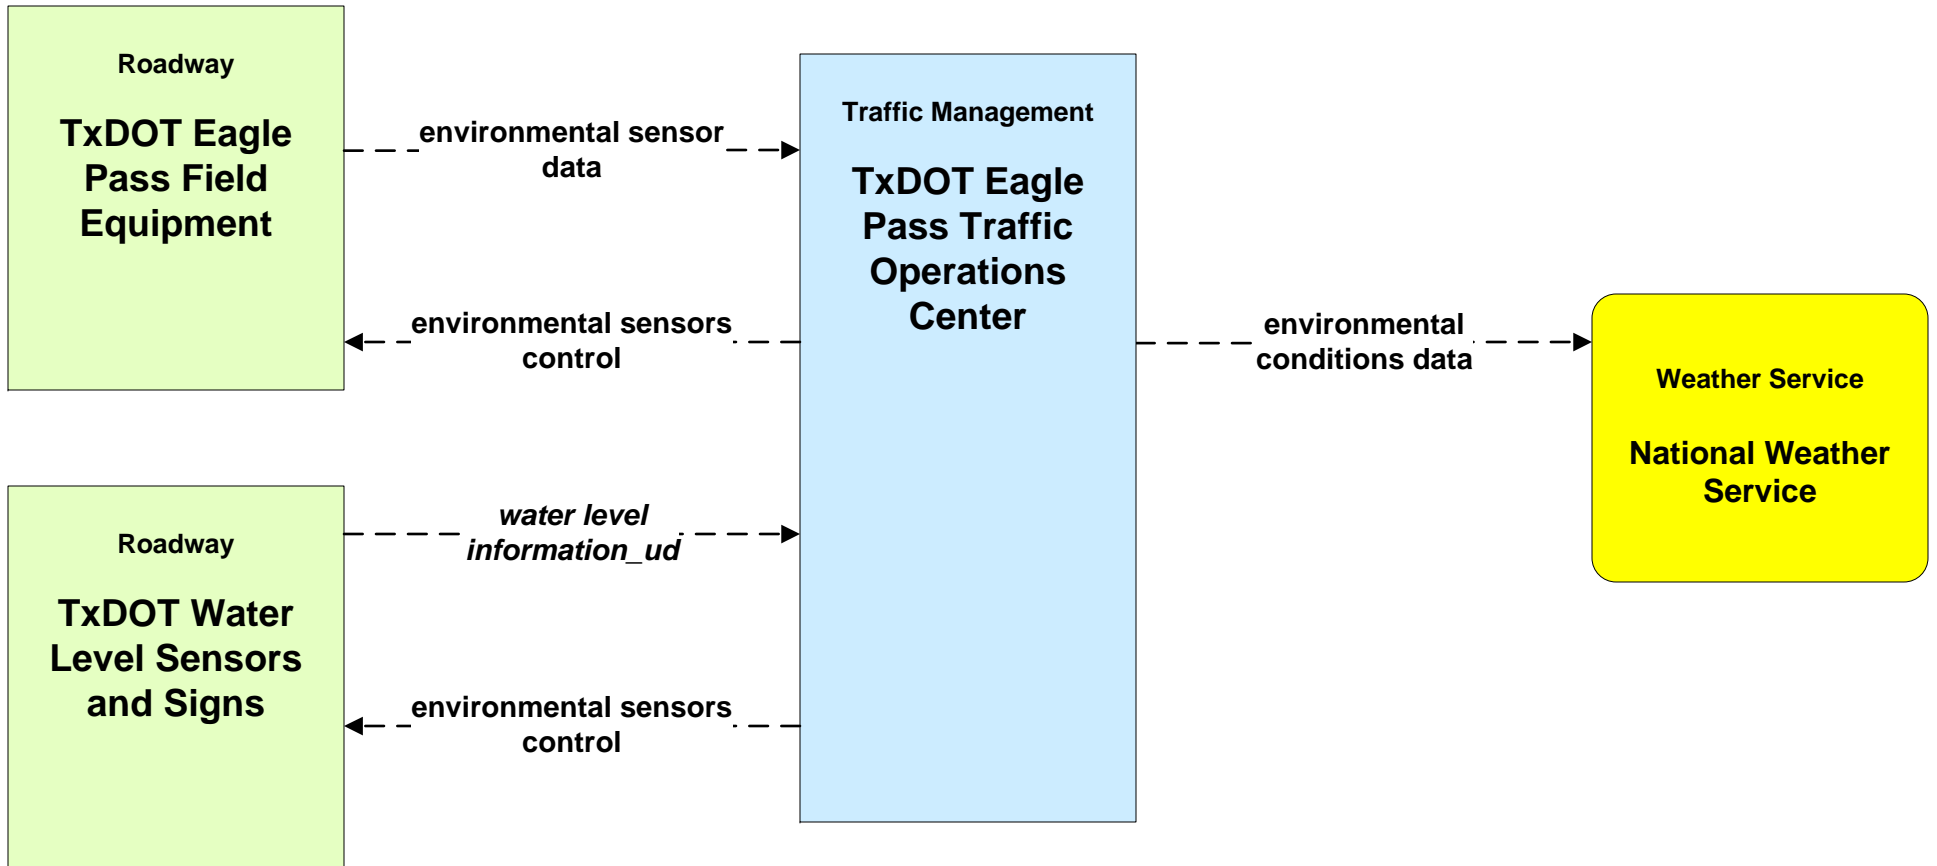 Roadway
TxDOT Eagle
Pass Field
Equipment
environmental sensor
data
environmental sensors
control
Roadway
TxDOT Water
Level Sensors
and Signs
water level
information_ud
environmental sensors
control
Traffic Management
TxDOT Eagle
Pass Traffic
Operations
Center
environmental
conditions data
Weather Service
National Weather
Service